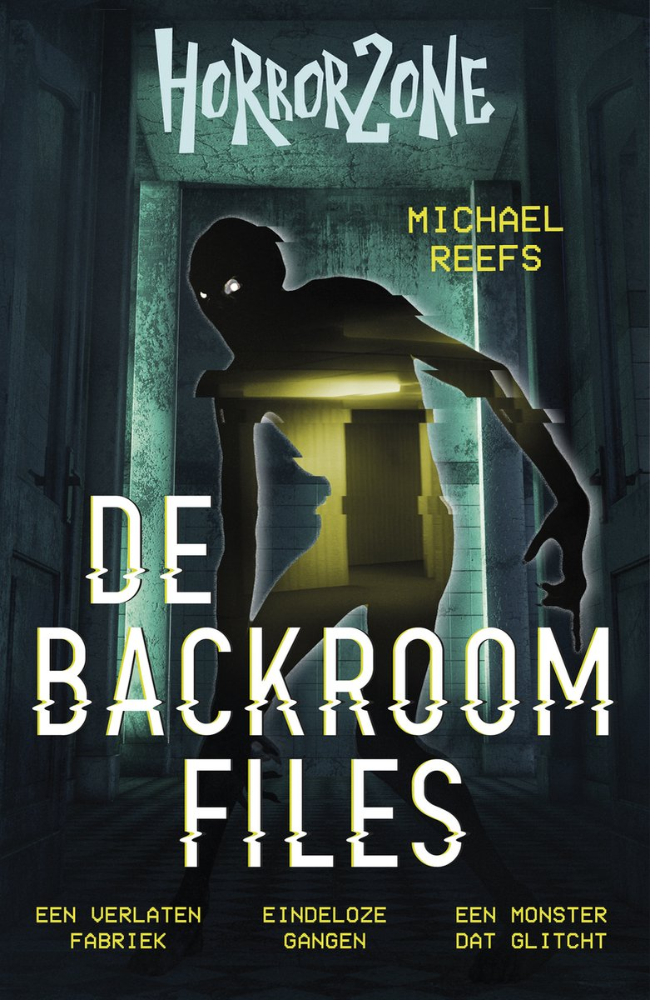 HORRORZONE
MICHAEL
REEFS
DE
BACKROOM
FILES
EEN VERLATEN
FABRIEK
EINDELOZE
GANGEN
EEN MONSTER
DAT GLITCHT